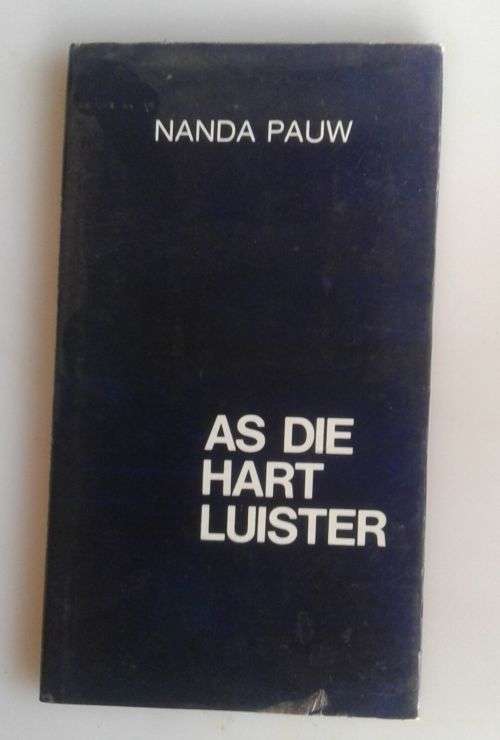 NANDA PAUW
AS DIE
HART
LUISTER